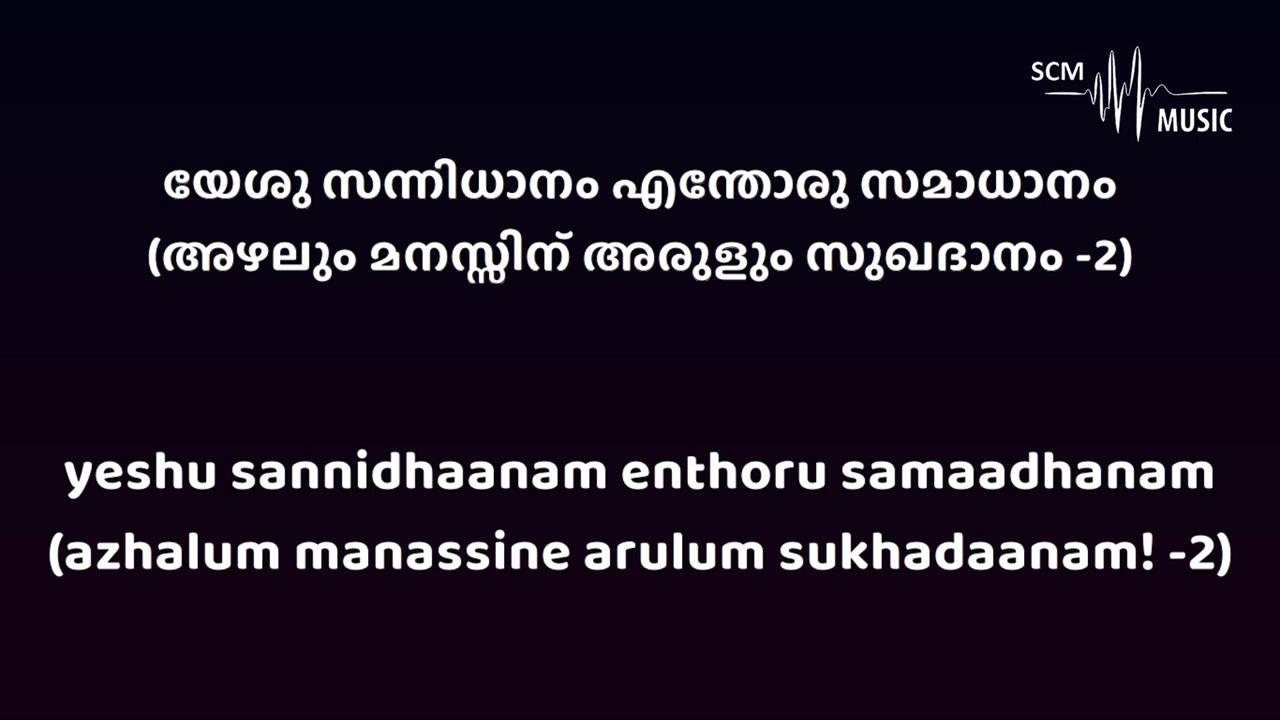 SCM
MUSIC
യേശു സന്നിധാനം എന്തോരു സമാധാനം
(അഴലും മനസ്സിന് അരുളും സുഖദാനം -2)
yeshu sannidhaanam enthoru samaadhanam
(azhalum manassine arulum sukhadaanam! -2)